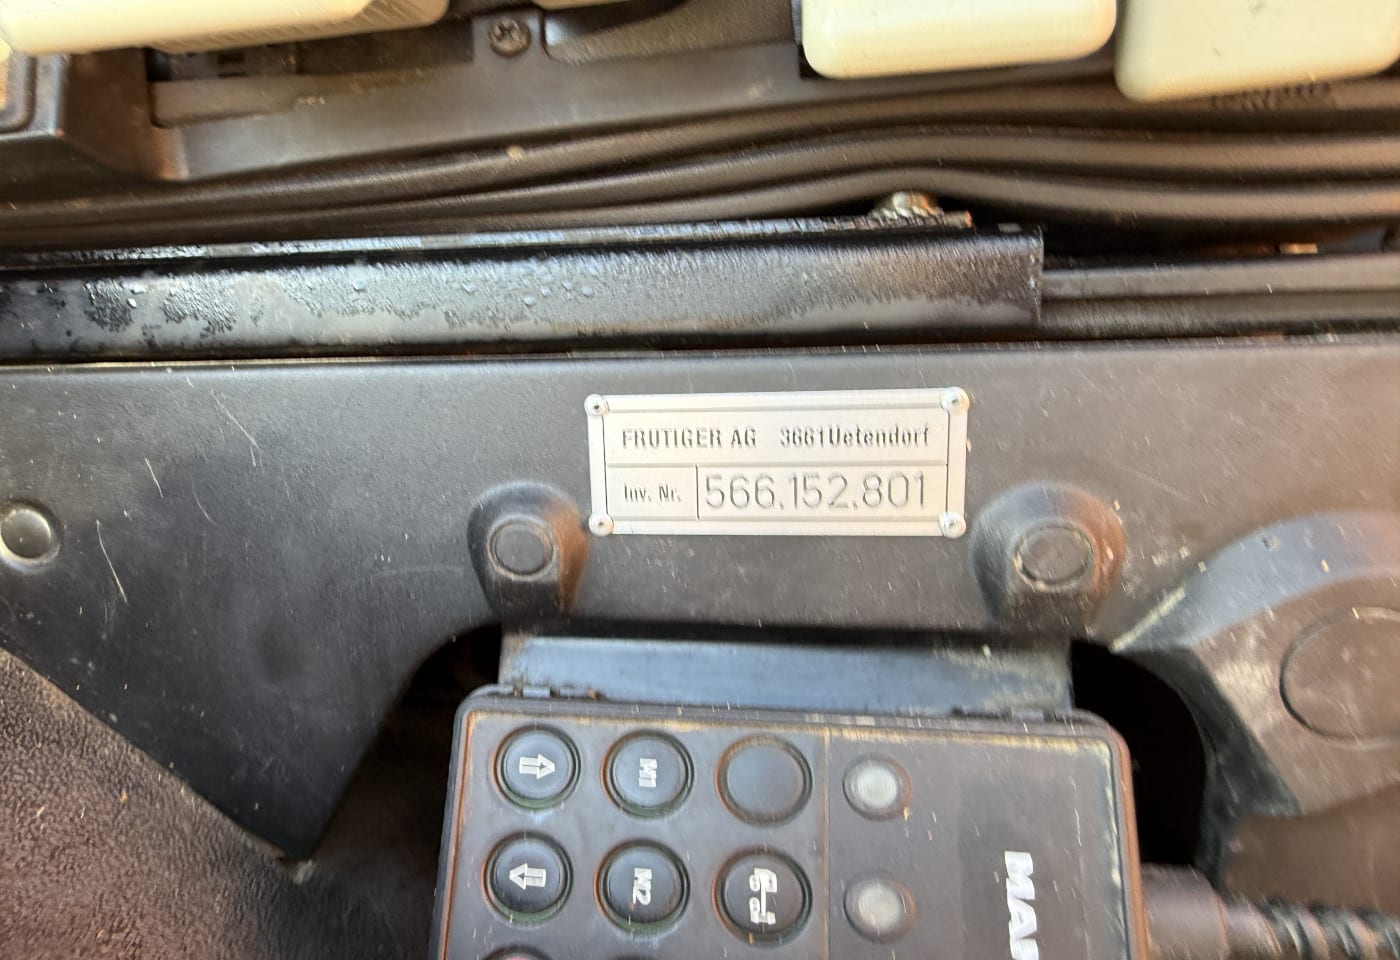 FRUTIGER AG 3661Uetendorf
Inv. Nr. 566.152.801
M1
M2
MAN